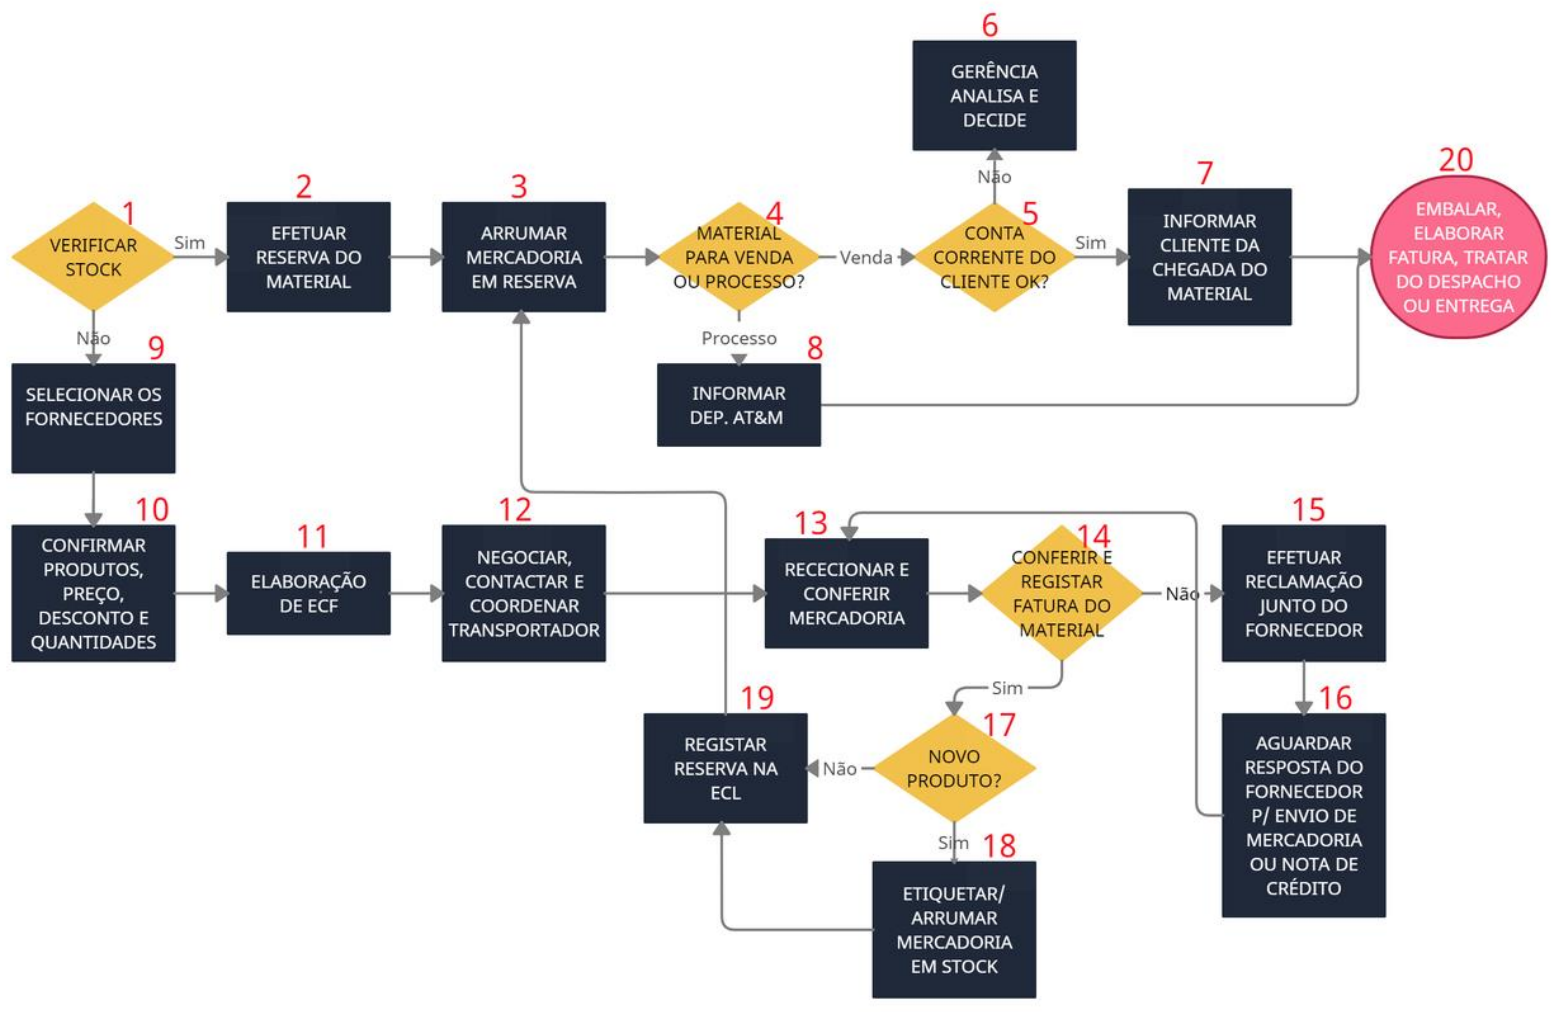 6
GERÊNCIA
ANALISA E
DECIDE
Não
1
VERIFICAR
STOCK
Sim
2
EFETUAR
RESERVA DO
MATERIAL
3
ARRUMAR
MERCADORIA
EM RESERVA
4
MATERIAL
PARA VENDA
OU PROCESSO?
Venda
5
CONTA
CORRENTE DO
CLIENTE OK?
Sim
7
INFORMAR
CLIENTE DA
CHEGADA DO
MATERIAL
20
EMBALAR,
ELABORAR
FATURA, TRATAR
DO DESPACHO
OU ENTREGA
Não
Processo
9
SELECIONAR OS
FORNECEDORES
8
INFORMAR
DEP. AT&M
10
CONFIRMAR
PRODUTOS,
PREÇO,
DESCONTO E
QUANTIDADES
11
ELABORAÇÃO
DE ECF
12
NEGOCIAR,
CONTACTAR E
COORDENAR
TRANSPORTADOR
13
RECECIONAR E
CONFERIR
MERCADORIA
14
CONFERIR E
REGISTAR
FATURA DO
MATERIAL
Não
15
EFETUAR
RECLAMAÇÃO
JUNTO DO
FORNECEDOR
Sim
19
REGISTAR
RESERVA NA
ECL
Não
17
NOVO
PRODUTO?
16
AGUARDAR
RESPOSTA DO
FORNECEDOR
P/ ENVIO DE
MERCADORIA
OU NOTA DE
CRÉDITO
Sim
18
ETIQUETAR/
ARRUMAR
MERCADORIA
EM STOCK